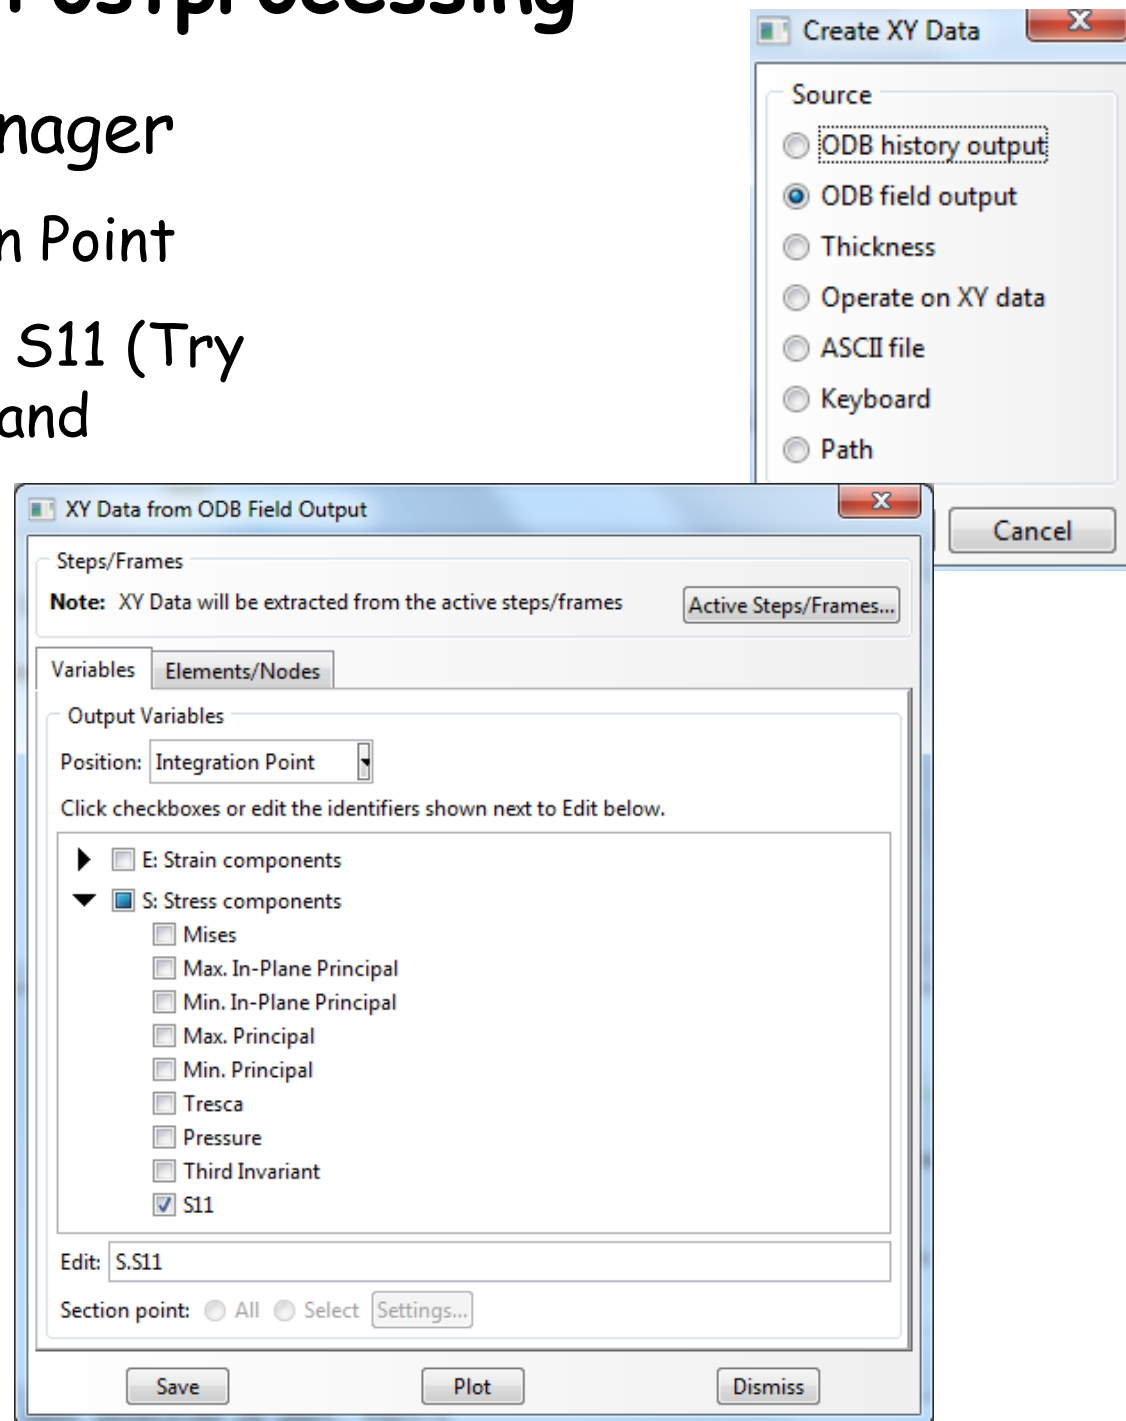 Postprocessing
nager
n Point
S11 (Try
and
Create XY Data
Source
ODB history output
ODB field output
Thickness
Operate on XY data
ASCII file
Keyboard
Path
Cancel
XY Data from ODB Field Output
Steps/Frames
Note: XY Data will be extracted from the active steps/frames
Active Steps/Frames...
Variables
Elements/Nodes
Output Variables
Position: Integration Point
Click checkboxes or edit the identifiers shown next to Edit below.
E: Strain components
S: Stress components
Mises
Max. In-Plane Principal
Min. In-Plane Principal
Max. Principal
Min. Principal
Tresca
Pressure
Third Invariant
S11
Edit: S.S11
Section point: All Select Settings...
Save Plot Dismiss